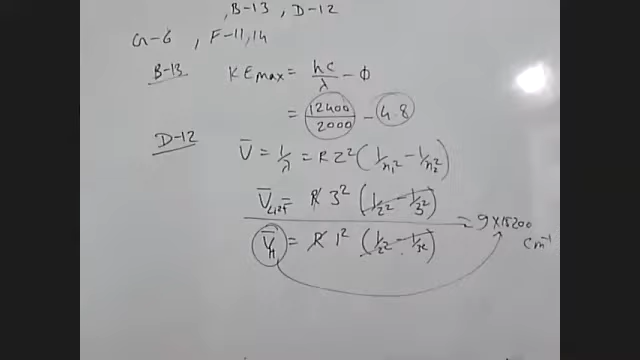 , B-13 , D-12
G-6 , F-11,14
B-13 KEmax = hc/λ - Φ
= 12400/2000 - 4.8
D-12 V̄ = 1/λ = RZ² (1/n₁² - 1/n₂²)
V̄Li²⁺ = R 3² (1/2² - 1/3²)
= 9 × 15200 cm⁻¹
V̄H = R 1² (1/2² - 1/3²)